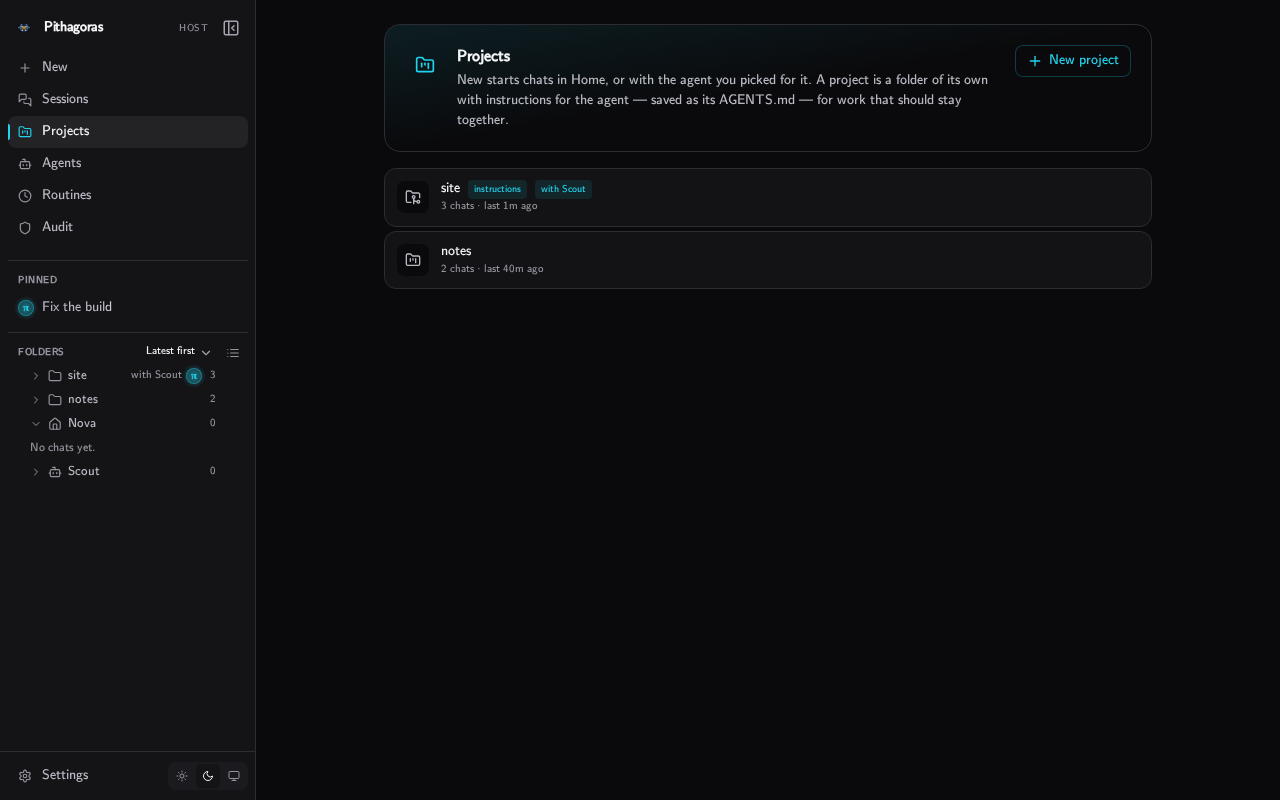 Pithagoras HOST
New
Sessions
Projects
Agents
Routines
Audit
PINNED
π Fix the build
FOLDERS Latest first
site with Scout π 3
notes 2
Nova 0
No chats yet.
Scout 0
Settings
Projects
New starts chats in Home, or with the agent you picked for it. A project is a folder of its own
with instructions for the agent — saved as its AGENTS.md — for work that should stay
together.
New project
site instructions with Scout
3 chats · last 1m ago
notes
2 chats · last 40m ago